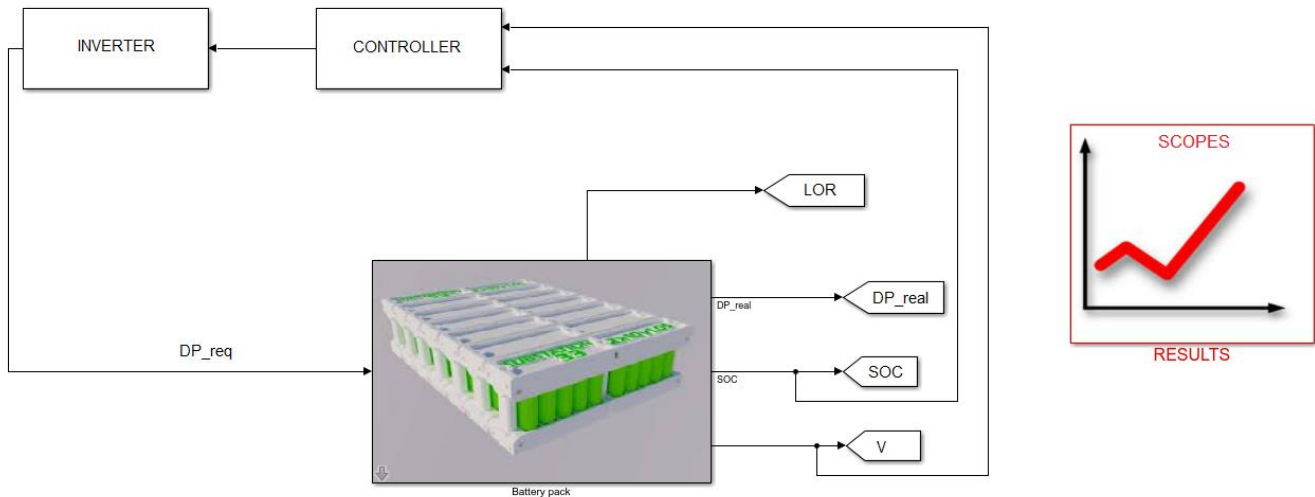 INVERTER
CONTROLLER
SCOPES
LOR
DP_real
DP_real
DP_req
SOC
SOC
V
RESULTS
Battery pack